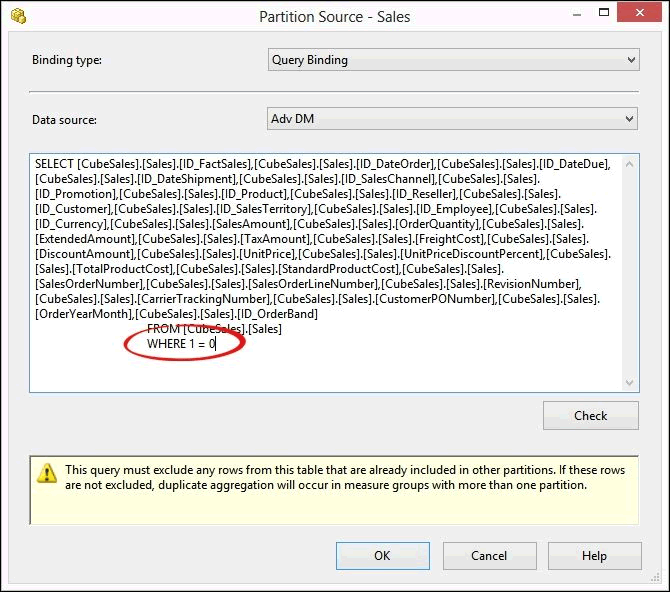 Partition Source - Sales
Binding type:
Query Binding
Data source:
Adv DM
SELECT [CubeSales].[Sales].[ID_FactSales],[CubeSales].[Sales].[ID_DateOrder],[CubeSales].[Sales].[ID_DateDue],
[CubeSales].[Sales].[ID_DateShipment],[CubeSales].[Sales].[ID_SalesChannel],[CubeSales].[Sales].
[ID_Promotion],[CubeSales].[Sales].[ID_Product],[CubeSales].[Sales].[ID_Reseller],[CubeSales].[Sales].
[ID_Customer],[CubeSales].[Sales].[ID_SalesTerritory],[CubeSales].[Sales].[ID_Employee],[CubeSales].[Sales].
[ID_Currency],[CubeSales].[Sales].[SalesAmount],[CubeSales].[Sales].[OrderQuantity],[CubeSales].[Sales].
[ExtendedAmount],[CubeSales].[Sales].[TaxAmount],[CubeSales].[Sales].[FreightCost],[CubeSales].[Sales].
[DiscountAmount],[CubeSales].[Sales].[UnitPrice],[CubeSales].[Sales].[UnitPriceDiscountPercent],[CubeSales].
[Sales].[TotalProductCost],[CubeSales].[Sales].[StandardProductCost],[CubeSales].[Sales].
[SalesOrderNumber],[CubeSales].[Sales].[SalesOrderLineNumber],[CubeSales].[Sales].[RevisionNumber],
[CubeSales].[Sales].[CarrierTrackingNumber],[CubeSales].[Sales].[CustomerPONumber],[CubeSales].[Sales].
[OrderYearMonth],[CubeSales].[Sales].[ID_OrderBand]
FROM [CubeSales].[Sales]
WHERE 1 = 0
Check
This query must exclude any rows from this table that are already included in other partitions. If these rows
are not excluded, duplicate aggregation will occur in measure groups with more than one partition.
OK
Cancel
Help